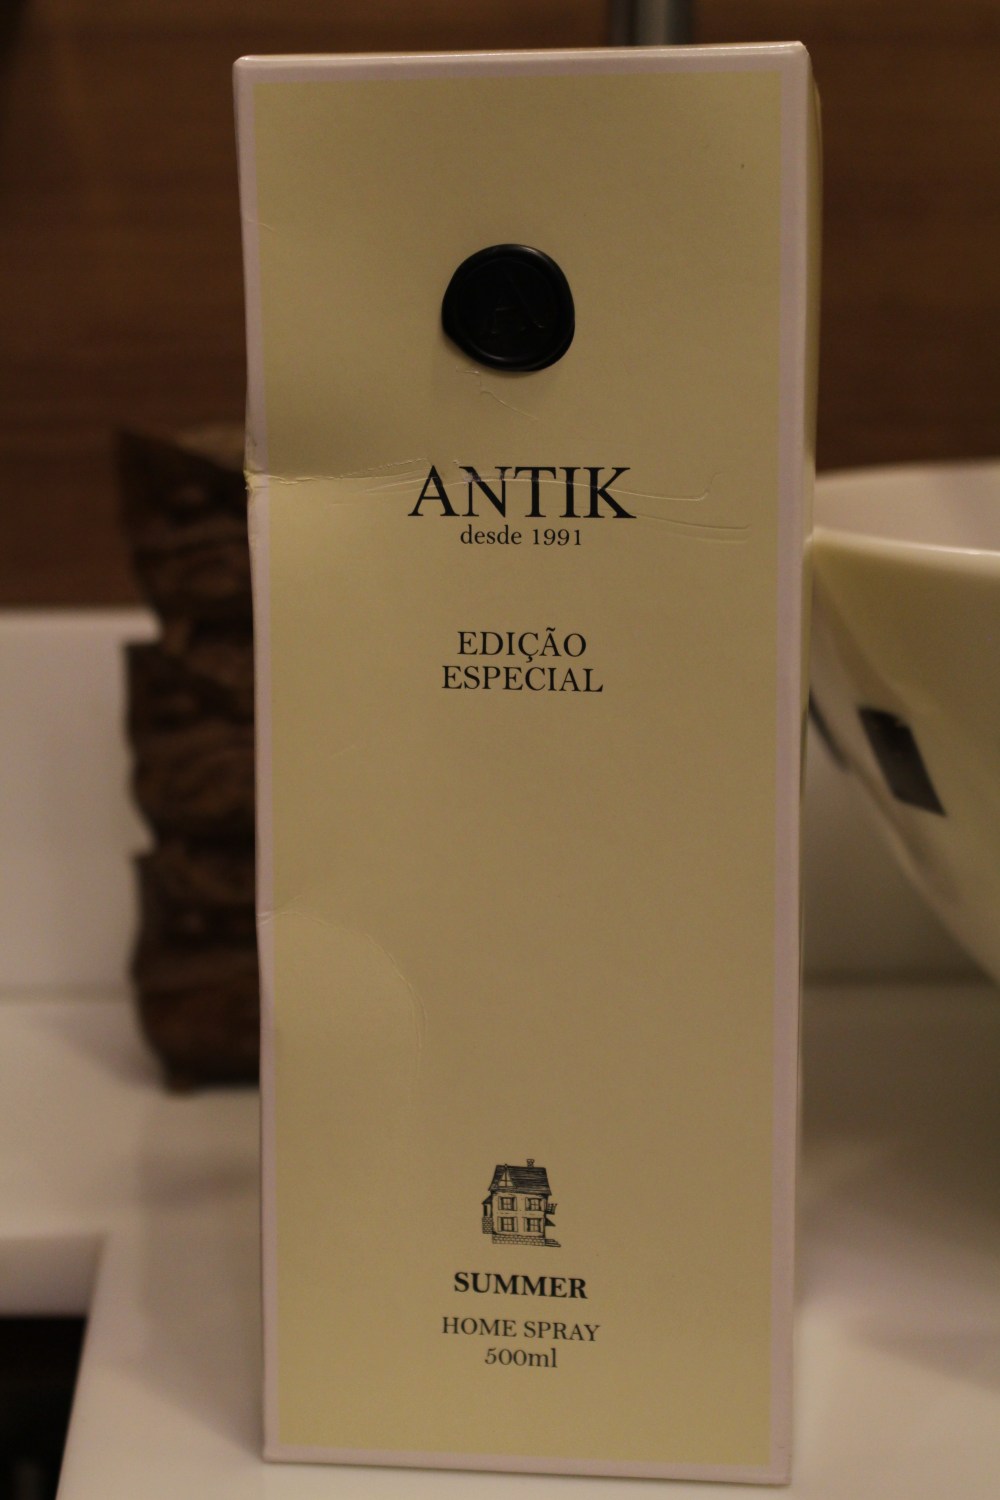 A
ANTIK
desde 1991
EDIÇÃO
ESPECIAL
SUMMER
HOME SPRAY
500ml